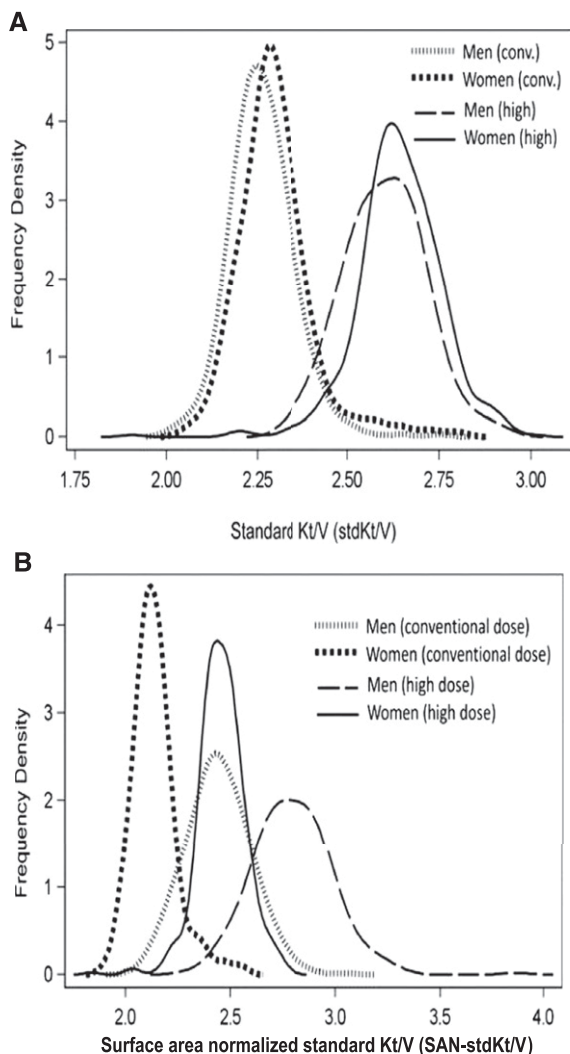 A
Men (conv.)
Women (conv.)
Men (high)
Women (high)
Frequency Density
5
4
3
2
1
0
1.75 2.00 2.25 2.50 2.75 3.00
Standard Kt/V (stdKt/V)
B
Men (conventional dose)
Women (conventional dose)
Men (high dose)
Women (high dose)
Frequency Density
4
3
2
1
0
2.0 2.5 3.0 3.5 4.0
Surface area normalized standard Kt/V (SAN-stdKt/V)